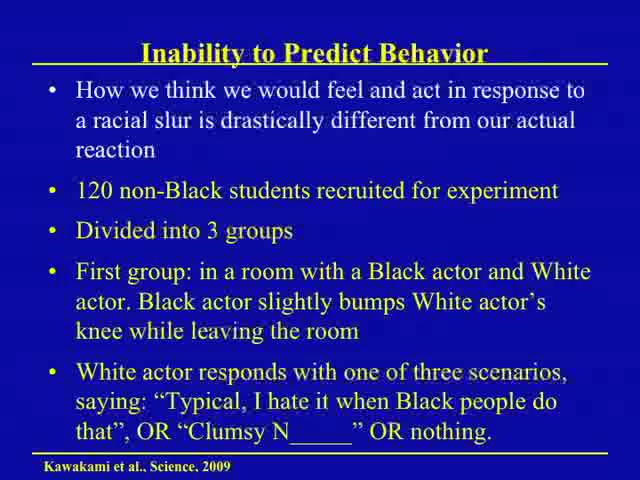 Inability to Predict Behavior
• How we think we would feel and act in response to
a racial slur is drastically different from our actual
reaction
• 120 non-Black students recruited for experiment
• Divided into 3 groups
• First group: in a room with a Black actor and White
actor. Black actor slightly bumps White actor's
knee while leaving the room
• White actor responds with one of three scenarios,
saying: “Typical, I hate it when Black people do
that”, OR “Clumsy N_____” OR nothing.
Kawakami et al., Science, 2009